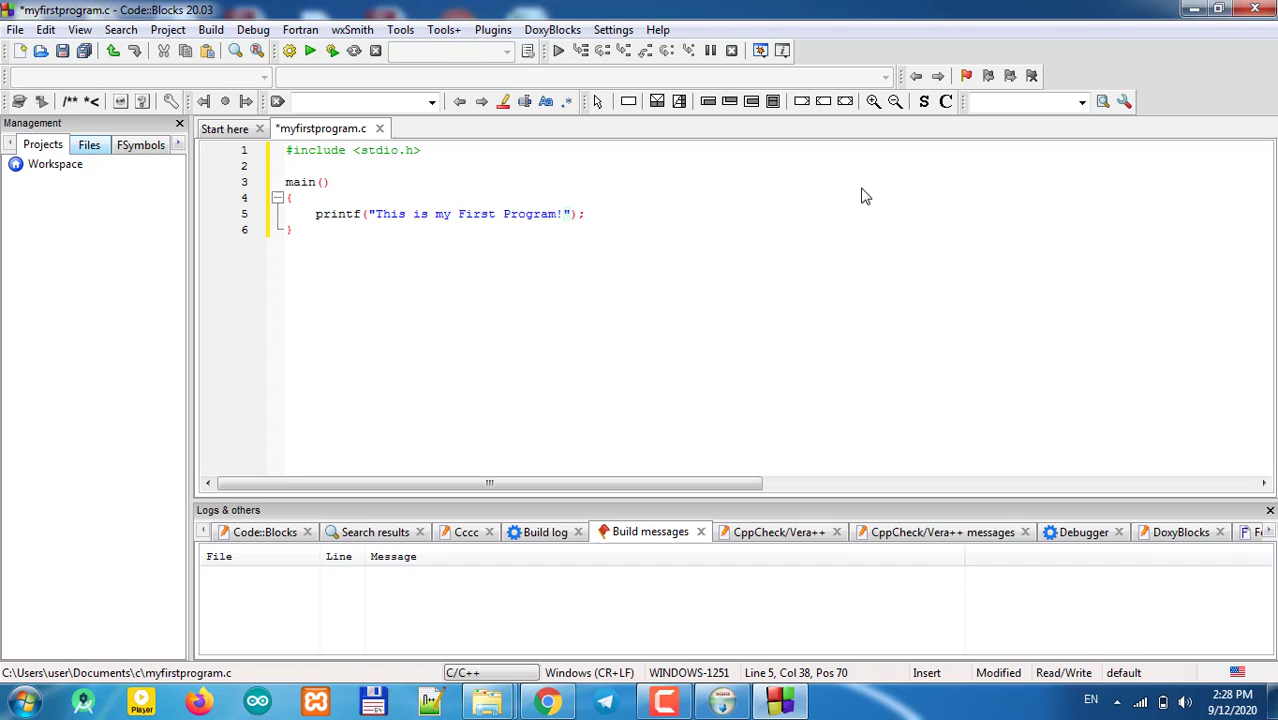 *myfirstprogram.c - Code::Blocks 20.03
File Edit View Search Project Build Debug Fortran wxSmith Tools Tools+ Plugins DoxyBlocks Settings Help
/** *< Aa .* S C
Management
Projects Files FSymbols
Workspace
Start here *myfirstprogram.c
1 #include <stdio.h>
2
3 main()
4 {
5 printf("This is my First Program!");
6 }
Logs & others
Code::Blocks Search results Cccc Build log Build messages CppCheck/Vera++ CppCheck/Vera++ messages Debugger DoxyBlocks
File Line Message
C:\Users\user\Documents\c\myfirstprogram.c C/C++ Windows (CR+LF) WINDOWS-1251 Line 5, Col 38, Pos 70 Insert Modified Read/Write default
Player EN 2:28 PM
9/12/2020